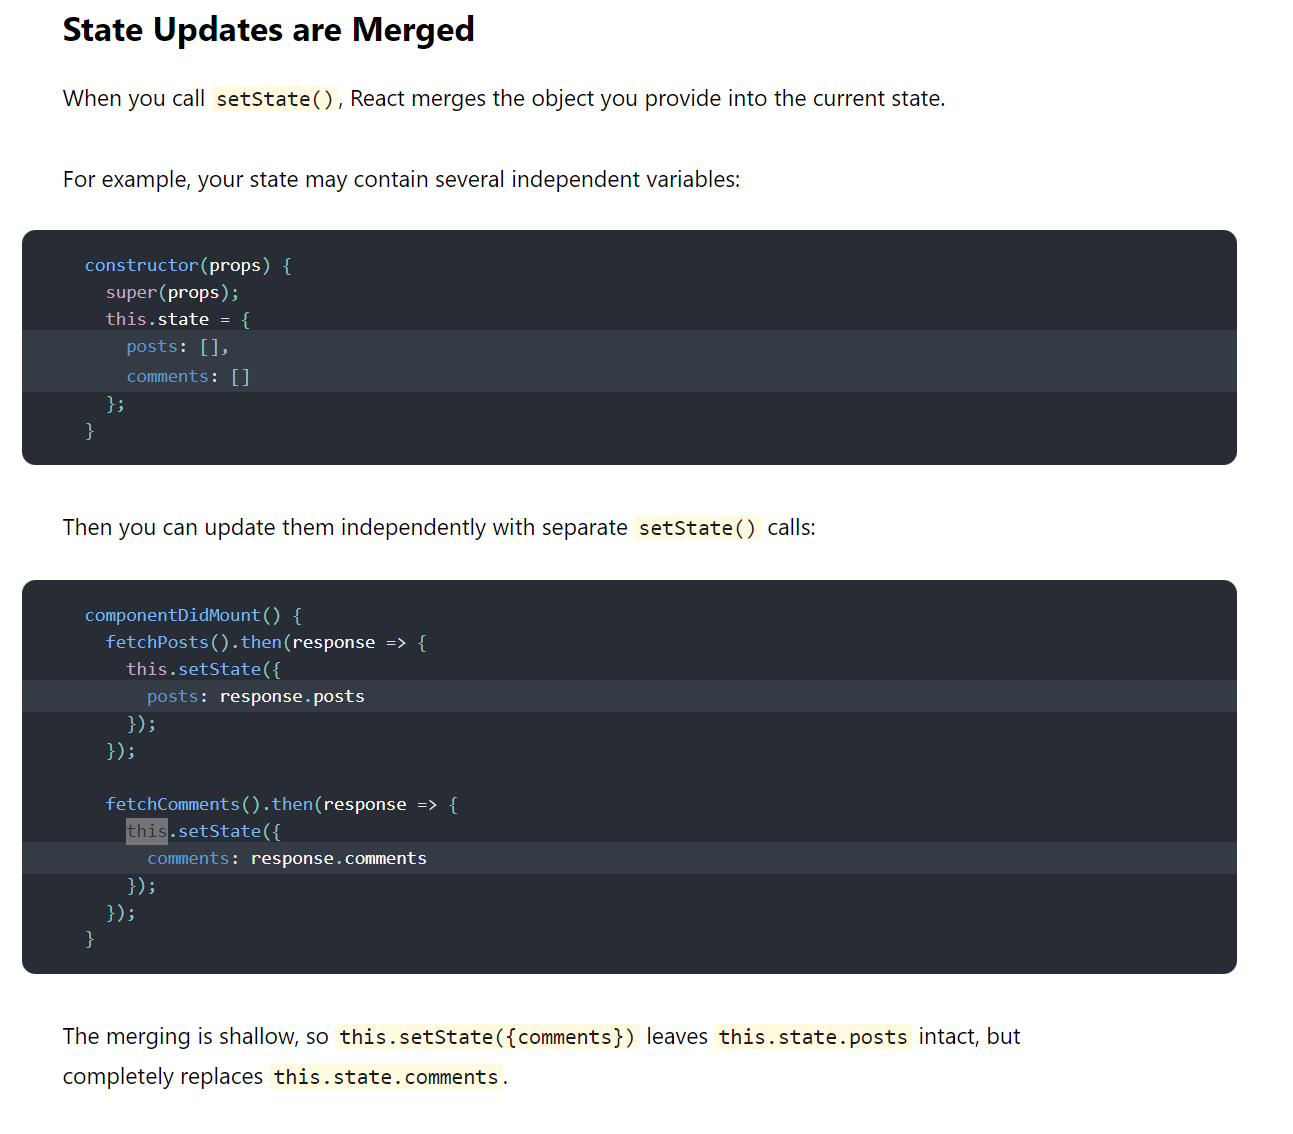 State Updates are Merged
When you call setState(), React merges the object you provide into the current state.
For example, your state may contain several independent variables:
constructor(props) {
  super(props);
  this.state = {
    posts: [],
    comments: []
  };
}
Then you can update them independently with separate setState() calls:
componentDidMount() {
  fetchPosts().then(response => {
    this.setState({
      posts: response.posts
    });
  });

  fetchComments().then(response => {
    this.setState({
      comments: response.comments
    });
  });
}
The merging is shallow, so this.setState({comments}) leaves this.state.posts intact, but
completely replaces this.state.comments.